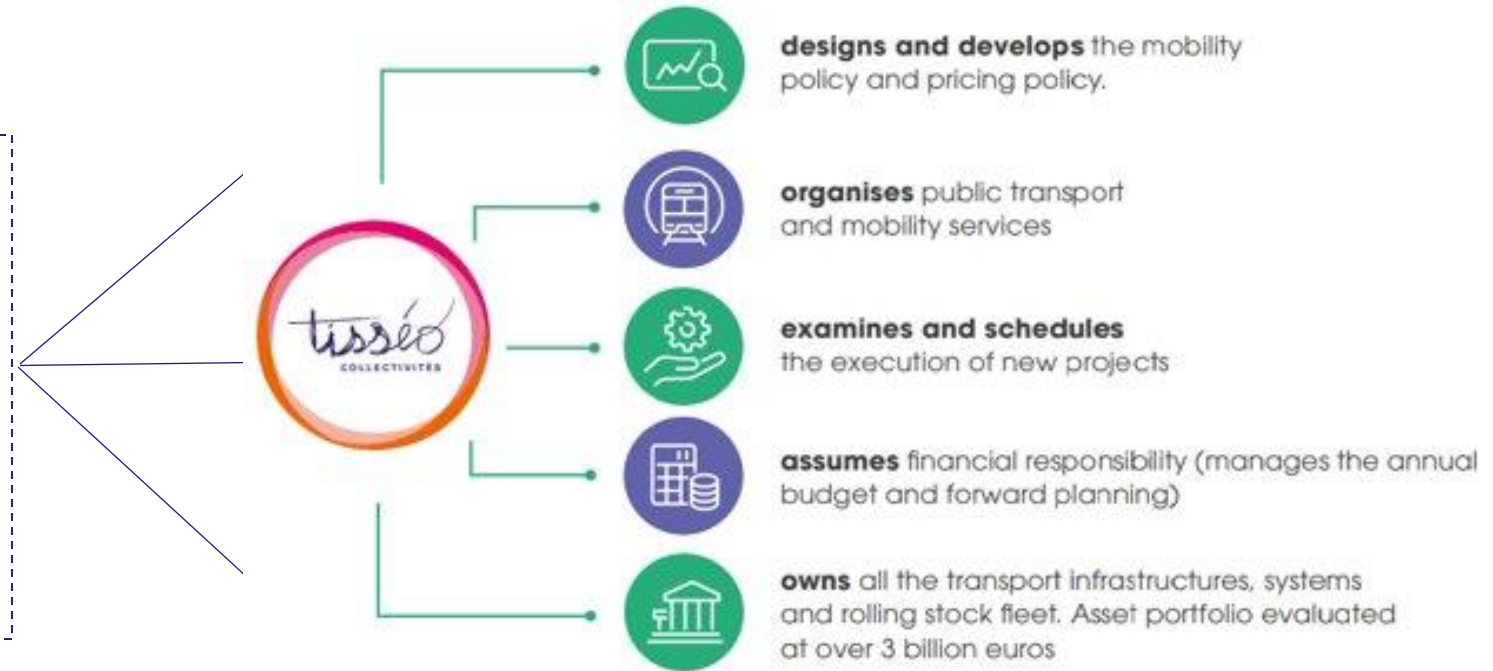 designs and develops the mobility
policy and pricing policy.
organises public transport
and mobility services
tisséo
COLLECTIVITÉS
examines and schedules
the execution of new projects
assumes financial responsibility (manages the annual
budget and forward planning)
owns all the transport infrastructures, systems
and rolling stock fleet. Asset portfolio evaluated
at over 3 billion euros